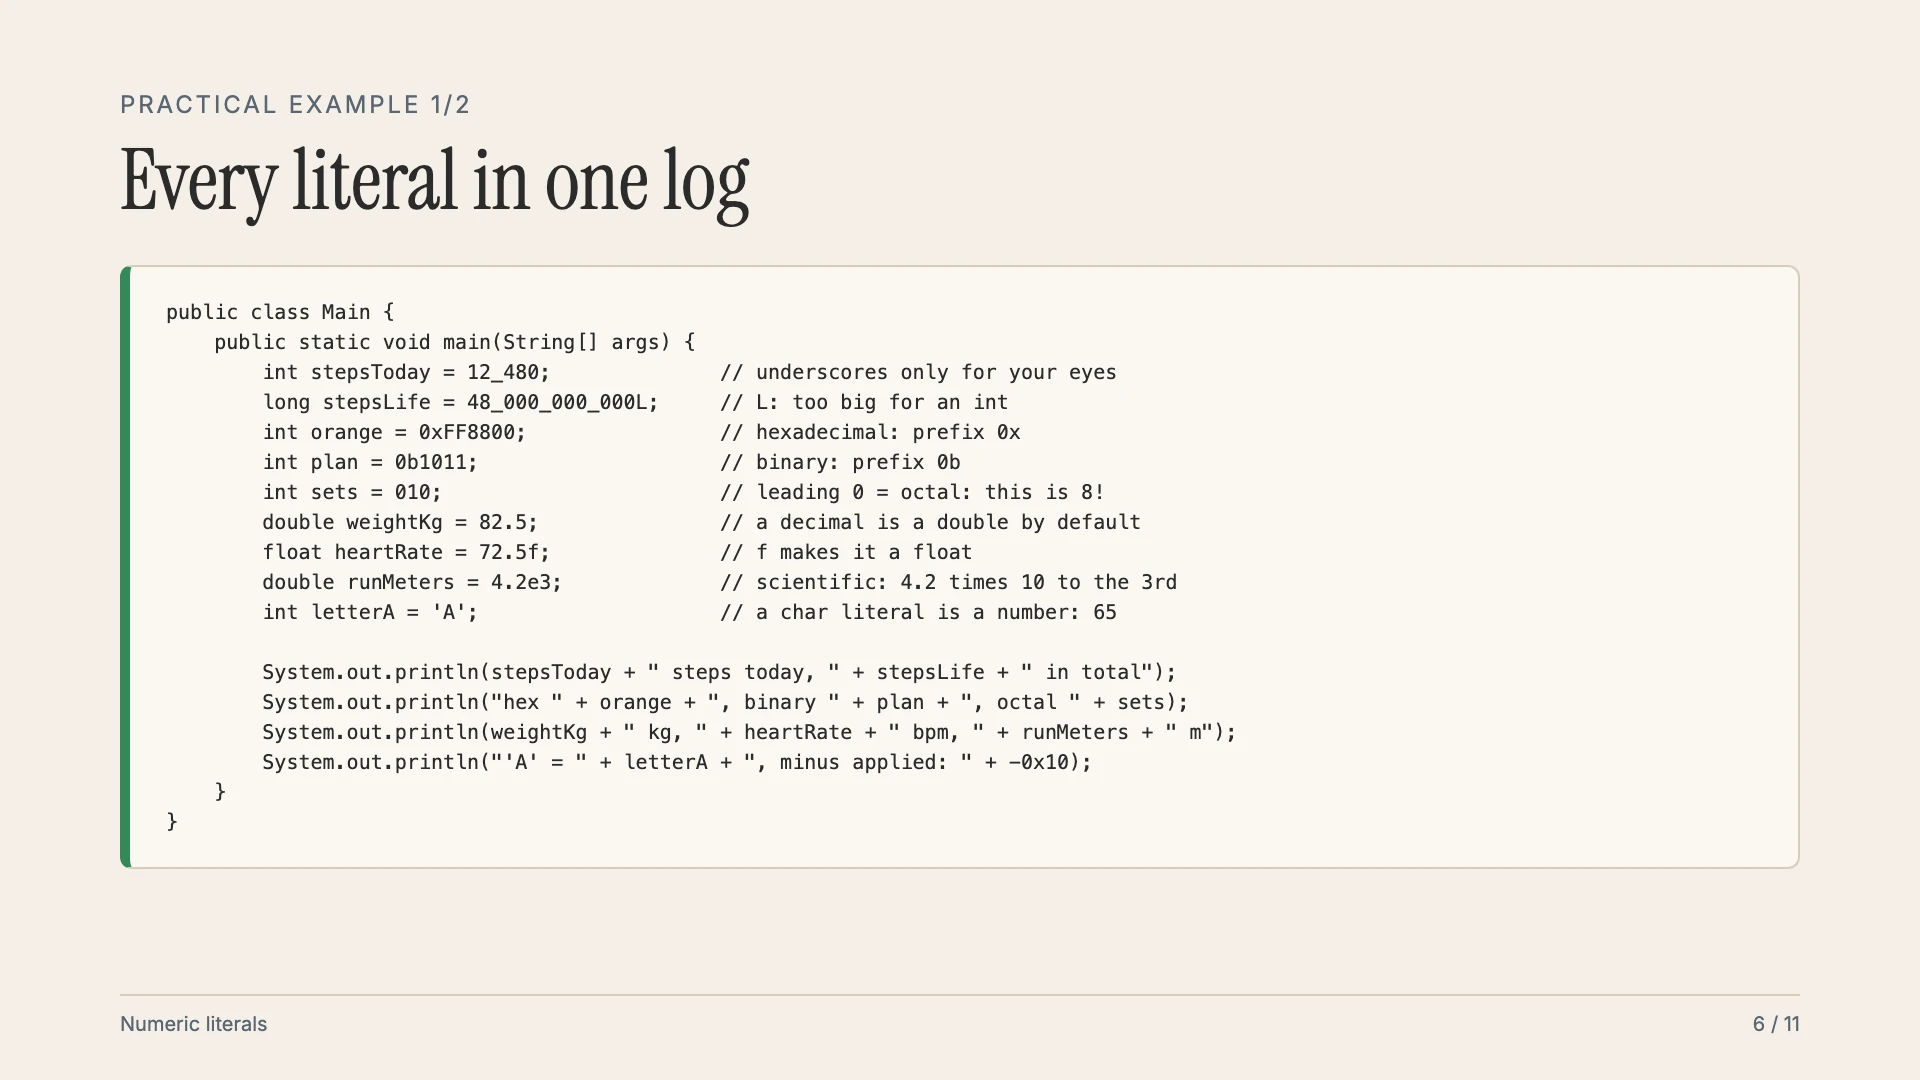 PRACTICAL EXAMPLE 1/2
Every literal in one log
public class Main {
    public static void main(String[] args) {
        int stepsToday = 12_480;              // underscores only for your eyes
        long stepsLife = 48_000_000_000L;     // L: too big for an int
        int orange = 0xFF8800;                // hexadecimal: prefix 0x
        int plan = 0b1011;                    // binary: prefix 0b
        int sets = 010;                       // leading 0 = octal: this is 8!
        double weightKg = 82.5;               // a decimal is a double by default
        float heartRate = 72.5f;              // f makes it a float
        double runMeters = 4.2e3;             // scientific: 4.2 times 10 to the 3rd
        int letterA = 'A';                    // a char literal is a number: 65

        System.out.println(stepsToday + " steps today, " + stepsLife + " in total");
        System.out.println("hex " + orange + ", binary " + plan + ", octal " + sets);
        System.out.println(weightKg + " kg, " + heartRate + " bpm, " + runMeters + " m");
        System.out.println("'A' = " + letterA + ", minus applied: " + -0x10);
    }
}
Numeric literals
6 / 11